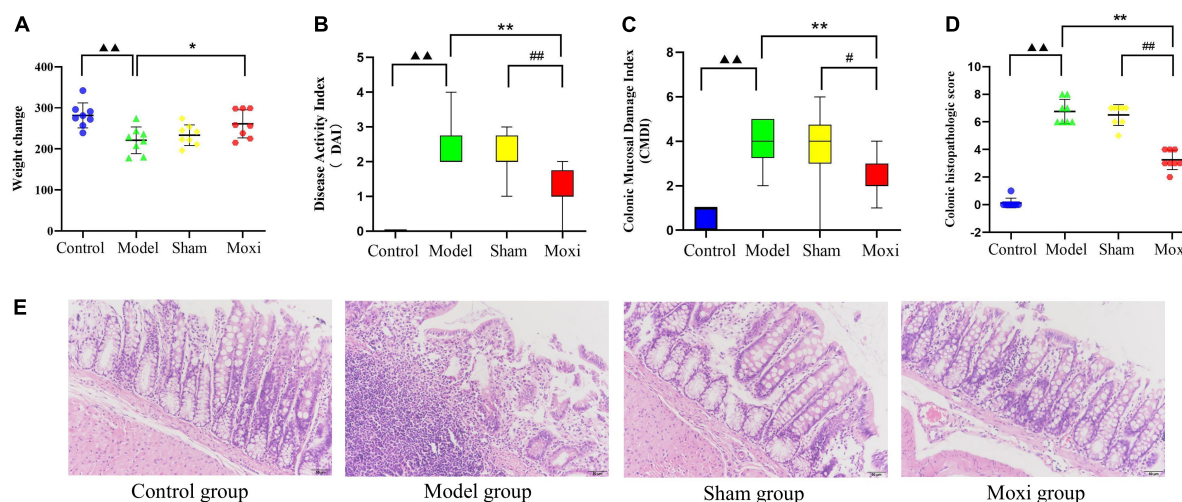 A
▲▲
*
Weight change
400
300
200
100
0
Control Model Sham Moxi
B
**
▲▲
##
Disease Activity Index
( DAI)
5
4
3
2
1
0
Control Model Sham Moxi
C
**
▲▲
#
Colonic Mucosal Damage Index
(CMDI)
8
6
4
2
0
Control Model Sham Moxi
D
**
▲▲
##
Colonic histopathologic score
10
8
6
4
2
0
-2
Control Model Sham Moxi
E
Control group Model group Sham group Moxi group